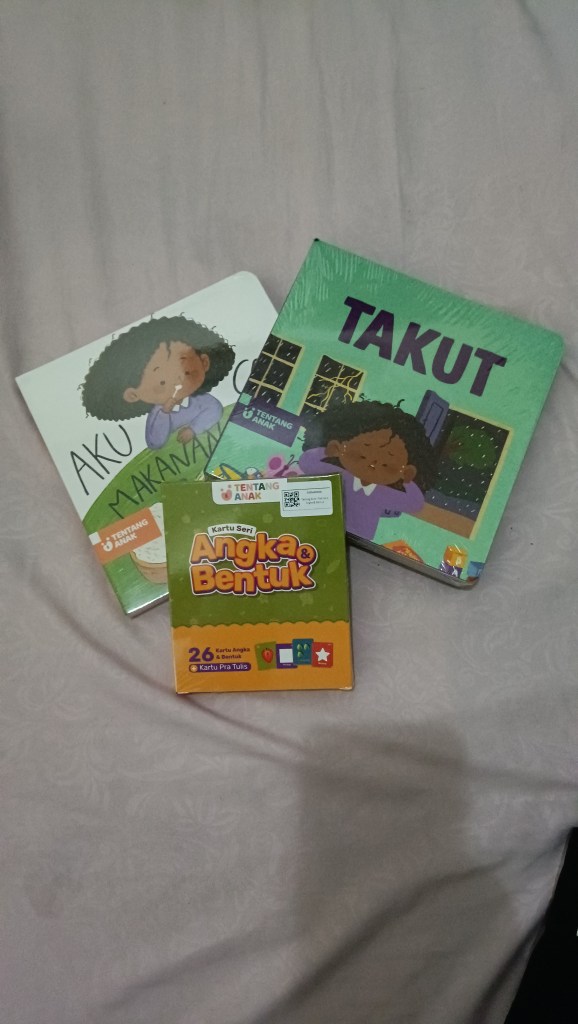 TAKUT
TENTANG
ANAK
AKU
MAKANAN
TENTANG
ANAK
TENTANG
ANAK
Kartu Seri
Angka &
Bentuk
26 Kartu Angka
& Bentuk
+ Kartu Pra Tulis